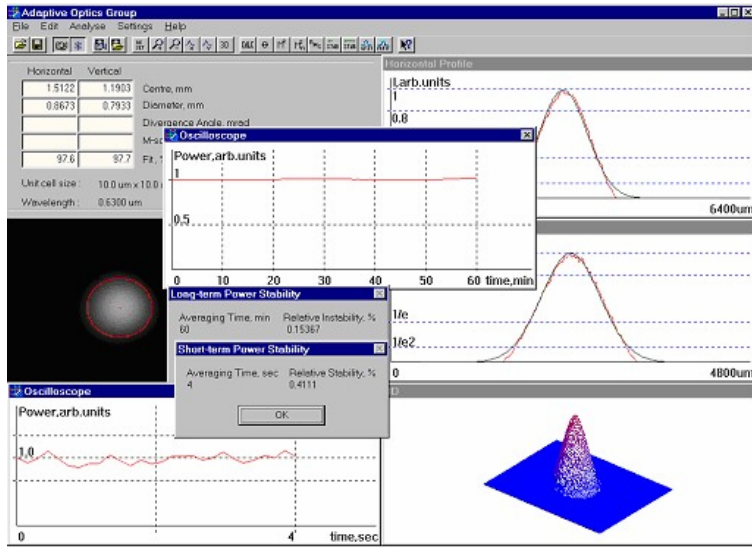 Adaptive Optics Group
File Edit Analyse Settings Help
3D
Horizontal Vertical
1.5122 1.1903 Centre, mm
0.8673 0.7933 Diameter, mm
Divergence Angle, mrad
97.6 97.7 Fit,
Unit cell size: 10.0 um x 10.0
Wavelength: 0.6300 um
Horizontal Profile
I,arb.units
1
0.8
6400um
Oscilloscope
Power,arb.units
1
0,5
0 10 20 30 40 50 60 time,min
Long-term Power Stability
Averaging Time, min Relative Instability, %
60 0.15367
Short-term Power Stability
Averaging Time, sec Relative Stability, %
4 0.4111
OK
1/e
1/e2
0 4800um
Oscilloscope
Power,arb.units
1,0
0 4 time,sec
D